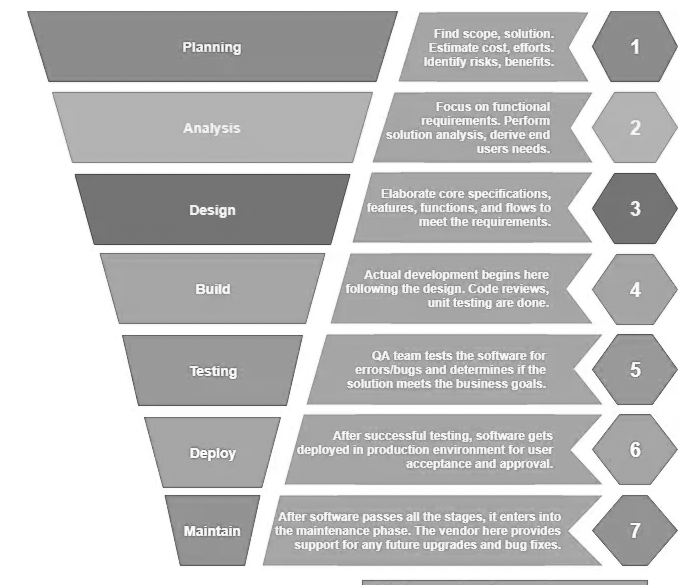 Planning
Find scope, solution.
Estimate cost, efforts.
Identify risks, benefits.
1
Analysis
Focus on functional
requirements. Perform
solution analysis, derive end
users needs.
2
Design
Elaborate core specifications,
features, functions, and flows to
meet the requirements.
3
Build
Actual development begins here
following the design. Code reviews,
unit testing are done.
4
Testing
QA team tests the software for
errors/bugs and determines if the
solution meets the business goals.
5
Deploy
After successful testing, software gets
deployed in production environment for user
acceptance and approval.
6
Maintain
After software passes all the stages, it enters into
the maintenance phase. The vendor here provides
support for any future upgrades and bug fixes.
7